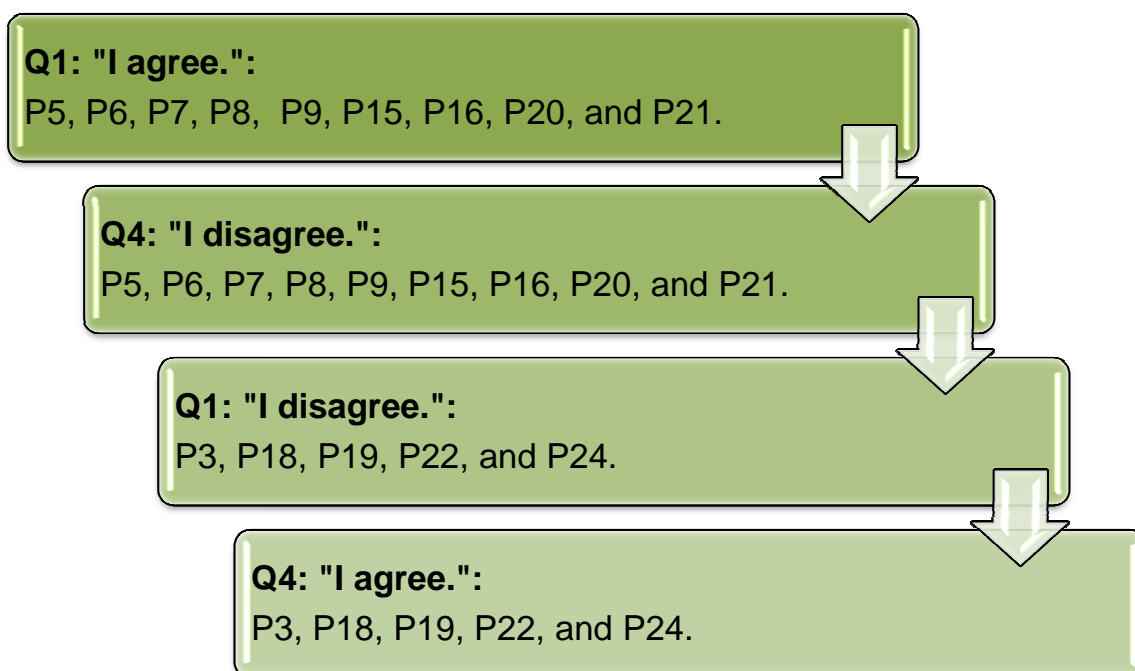 Q1: "I agree.":
P5, P6, P7, P8,  P9, P15, P16, P20, and P21.
Q4: "I disagree.":
P5, P6, P7, P8, P9, P15, P16, P20, and P21.
Q1: "I disagree.":
P3, P18, P19, P22, and P24.
Q4: "I agree.":
P3, P18, P19, P22, and P24.